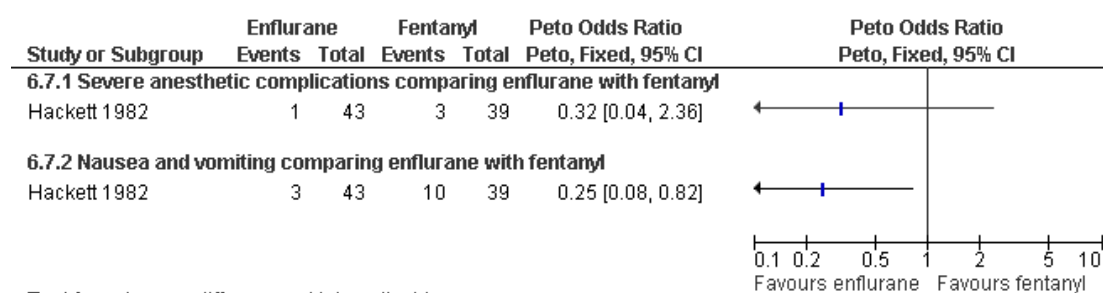 Enflurane Fentanyl Peto Odds Ratio Peto Odds Ratio
Study or Subgroup Events Total Events Total Peto, Fixed, 95% CI Peto, Fixed, 95% CI
6.7.1 Severe anesthetic complications comparing enflurane with fentanyl
Hackett 1982 1 43 3 39 0.32 [0.04, 2.36]
6.7.2 Nausea and vomiting comparing enflurane with fentanyl
Hackett 1982 3 43 10 39 0.25 [0.08, 0.82]
0.1 0.2 0.5 1 2 5 10
Favours enflurane Favours fentanyl